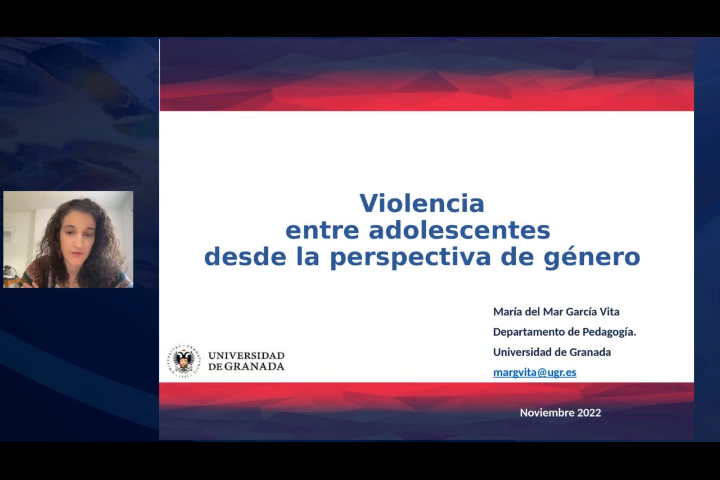 Violencia
entre adolescentes
desde la perspectiva de género
María del Mar García Vita
Departamento de Pedagogía.
Universidad de Granada
margvita@ugr.es
UNIVERSIDAD
DE GRANADA
Noviembre 2022